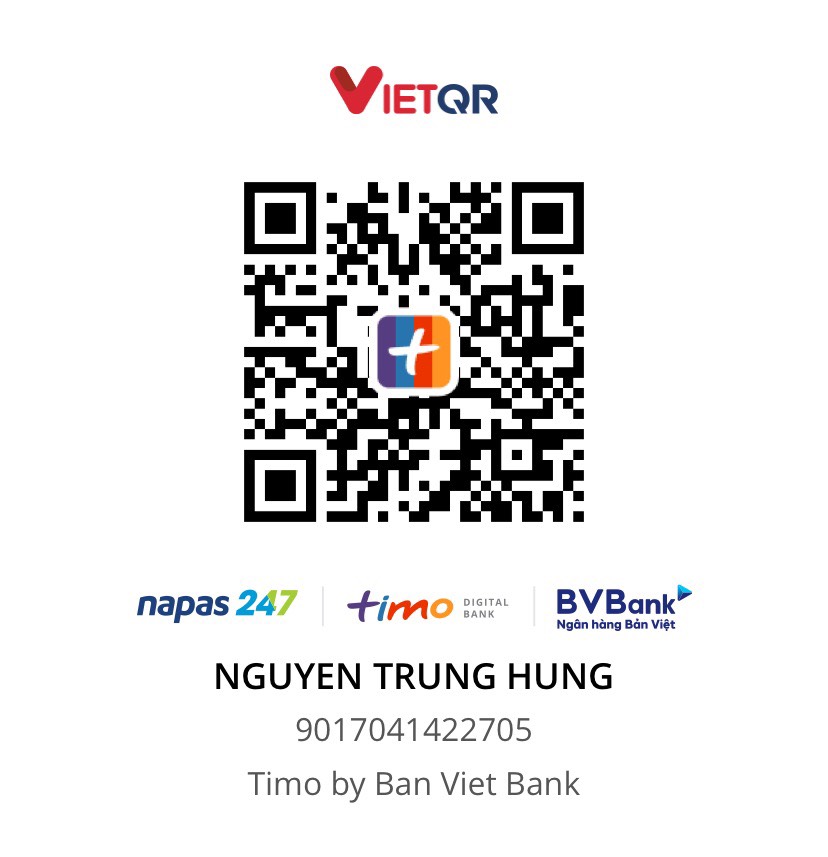 VIETQR
napas 247
timo DIGITAL BANK
BVBank
Ngân hàng Bản Việt
NGUYEN TRUNG HUNG
9017041422705
Timo by Ban Viet Bank